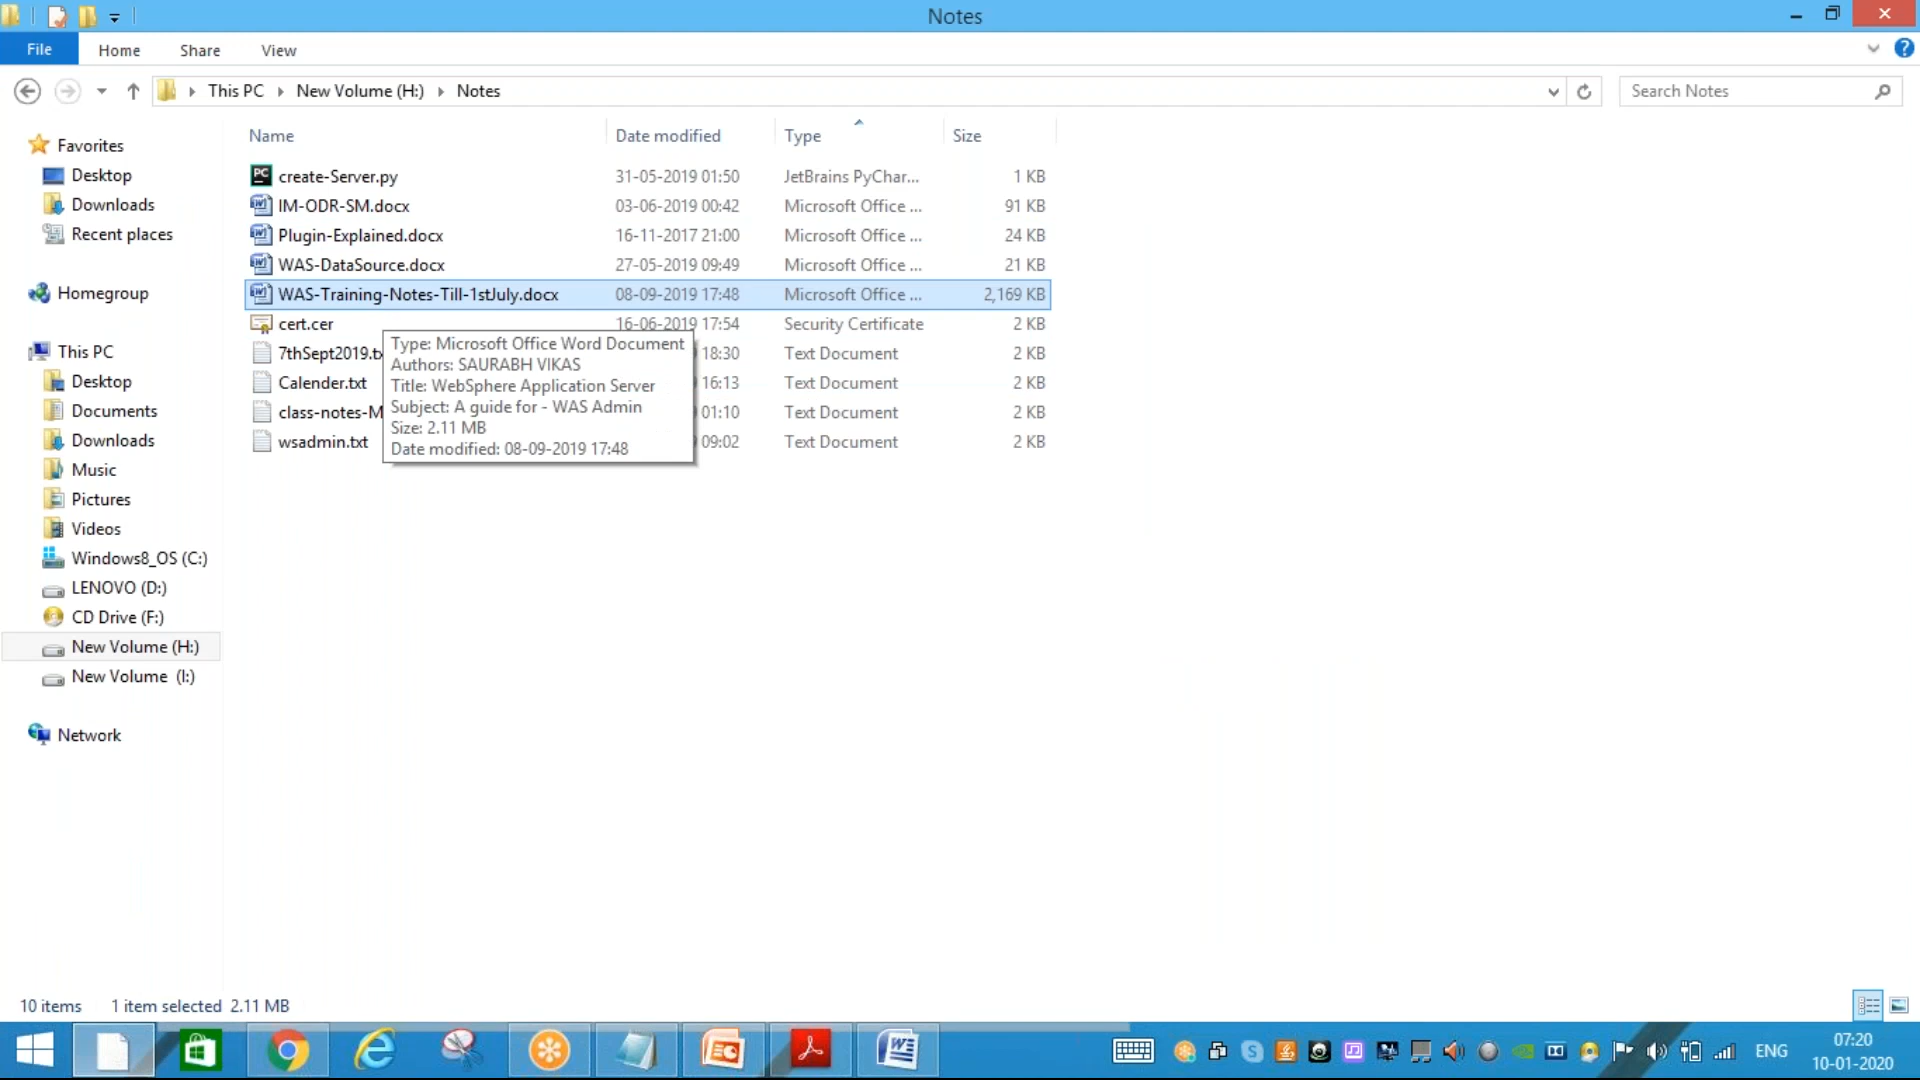 Notes
File Home Share View
This PC New Volume (H:) Notes
Search Notes
Favorites
Desktop
Downloads
Recent places
Homegroup
This PC
Desktop
Documents
Downloads
Music
Pictures
Videos
Windows8_OS (C:)
LENOVO (D:)
CD Drive (F:)
New Volume (H:)
New Volume (I:)
Network
Name Date modified Type Size
create-Server.py 31-05-2019 01:50 JetBrains PyChar... 1 KB
IM-ODR-SM.docx 03-06-2019 00:42 Microsoft Office ... 91 KB
Plugin-Explained.docx 16-11-2017 21:00 Microsoft Office ... 24 KB
WAS-DataSource.docx 27-05-2019 09:49 Microsoft Office ... 21 KB
WAS-Training-Notes-Till-1stJuly.docx 08-09-2019 17:48 Microsoft Office ... 2,169 KB
cert.cer 16-06-2019 17:54 Security Certificate 2 KB
7thSept2019.tx 18:30 Text Document 2 KB
Calender.txt 16:13 Text Document 2 KB
class-notes-M 01:10 Text Document 2 KB
wsadmin.txt 09:02 Text Document 2 KB
Type: Microsoft Office Word Document
Authors: SAURABH VIKAS
Title: WebSphere Application Server
Subject: A guide for - WAS Admin
Size: 2.11 MB
Date modified: 08-09-2019 17:48
10 items 1 item selected 2.11 MB
ENG
07:20
10-01-2020